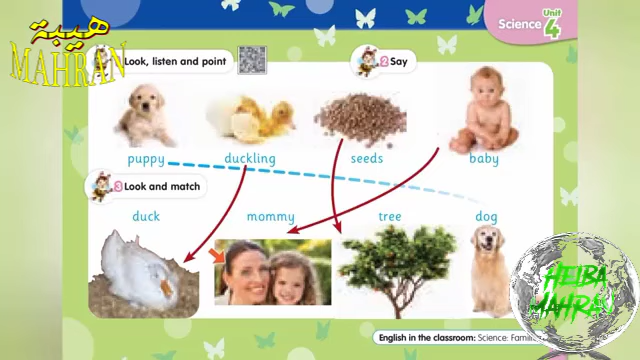 هيبة
MAHRAN
Science Unit 4
Look, listen and point
2 Say
puppy duckling seeds baby
3 Look and match
duck mommy tree dog
HEIBA
MAHRAN
English in the classroom: Science: